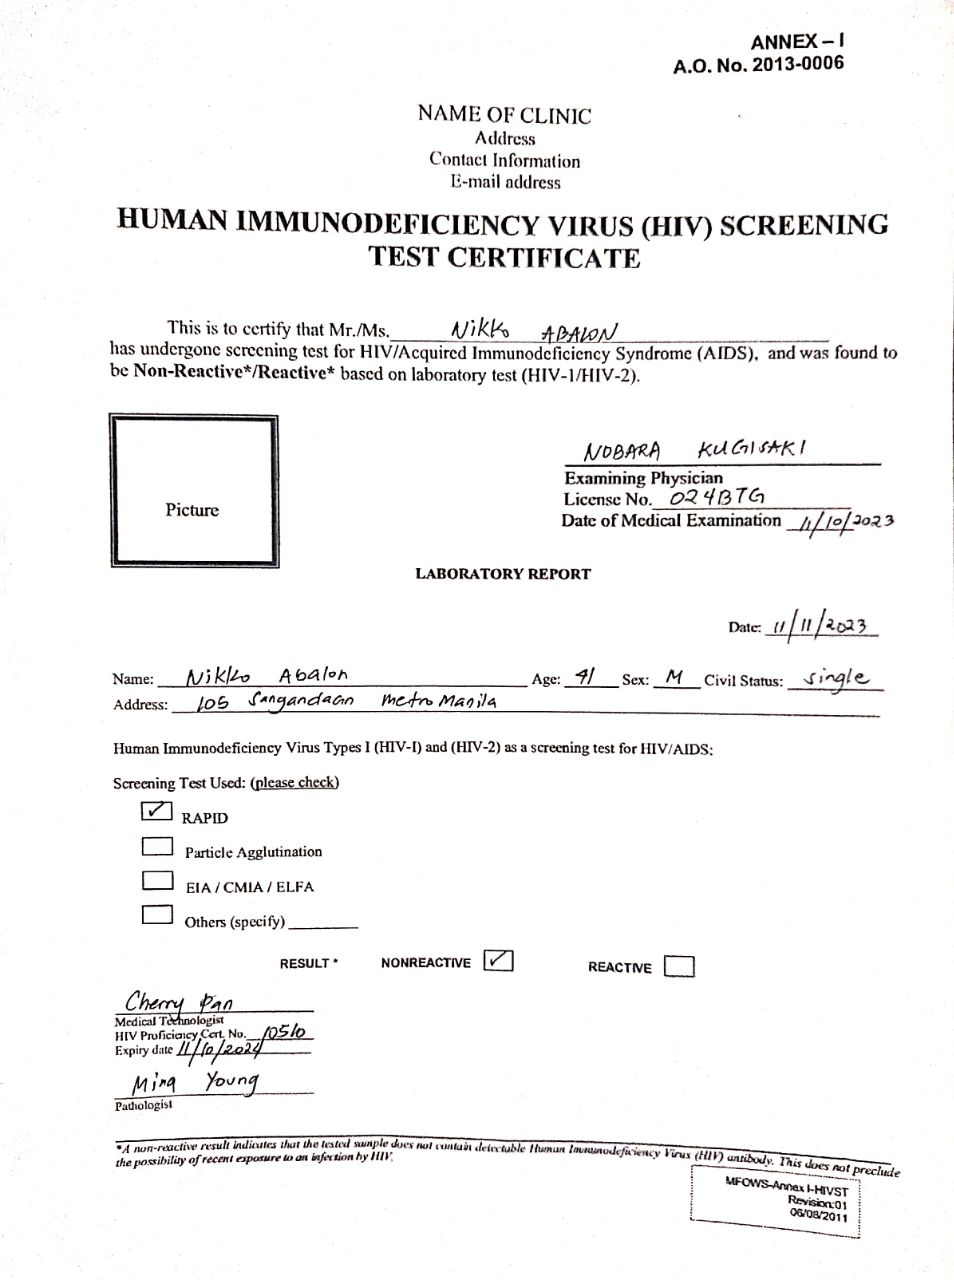 ANNEX – I
A.O. No. 2013-0006
NAME OF CLINIC
Address
Contact Information
E-mail address
HUMAN IMMUNODEFICIENCY VIRUS (HIV) SCREENING
TEST CERTIFICATE
This is to certify that Mr./Ms. Nikko ABALON
has undergone screening test for HIV/Acquired Immunodeficiency Syndrome (AIDS), and was found to
be Non-Reactive*/Reactive* based on laboratory test (HIV-1/HIV-2).
Picture
NOBARA KUGISAKI
Examining Physician
License No. 024BTG
Date of Medical Examination 11/10/2023
LABORATORY REPORT
Date: 11/11/2023
Name: Nikko Abalon Age: 41 Sex: M Civil Status: single
Address: 105 Sangandaan Metro Manila
Human Immunodeficiency Virus Types I (HIV-I) and (HIV-2) as a screening test for HIV/AIDS:
Screening Test Used: (please check)
✓ RAPID
Particle Agglutination
EIA / CMIA / ELFA
Others (specify)
RESULT * NONREACTIVE ✓ REACTIVE
Cherry Pan
Medical Technologist
HIV Proficiency Cert. No. 10510
Expiry date 11/10/2024
Ming Young
Pathologist
*A non-reactive result indicates that the tested sample does not contain detectable Human Immunodeficiency Virus (HIV) antibody. This does not preclude
the possibility of recent exposure to an infection by HIV.
MFOWS-Annex I-HIVST
Revision:01
06/08/2011